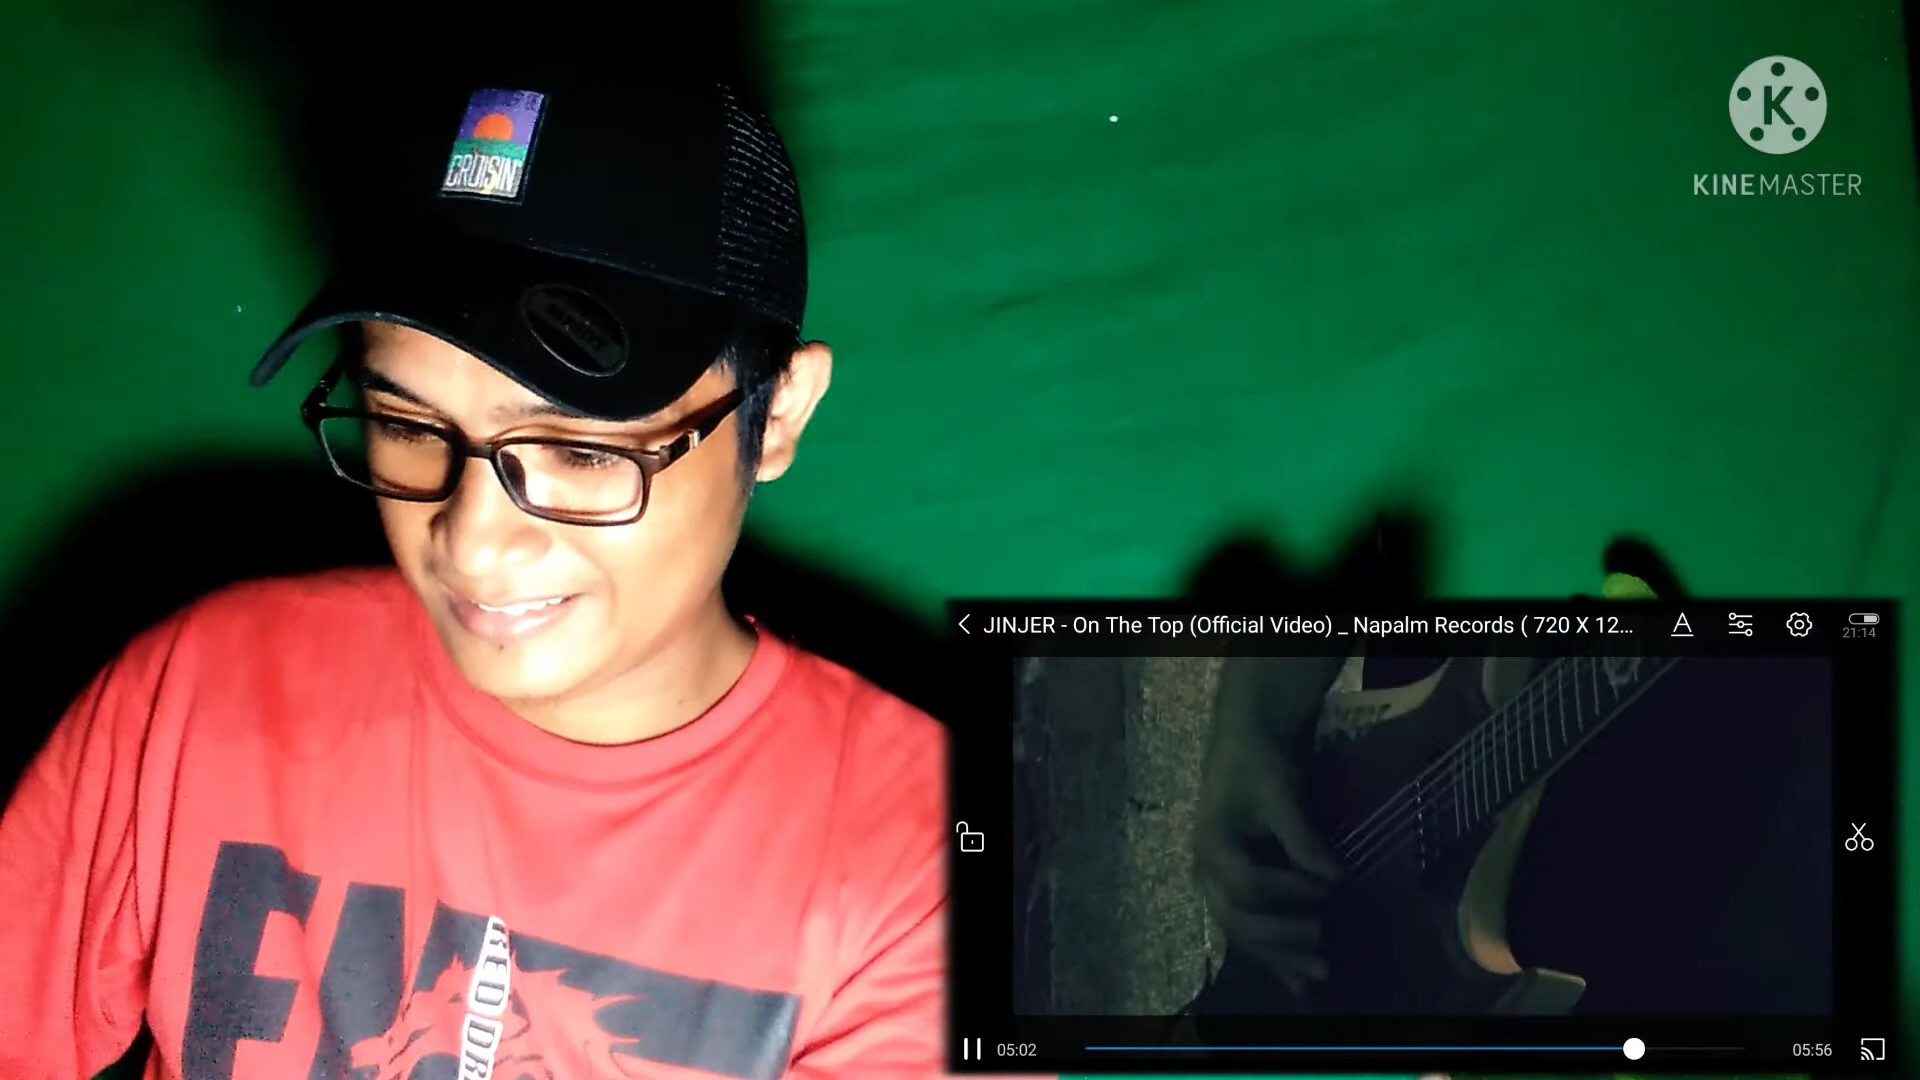 CRUISIN'
K
KINEMASTER
JINJER - On The Top (Official Video) _ Napalm Records ( 720 X 12...
21:14
05:02
05:56